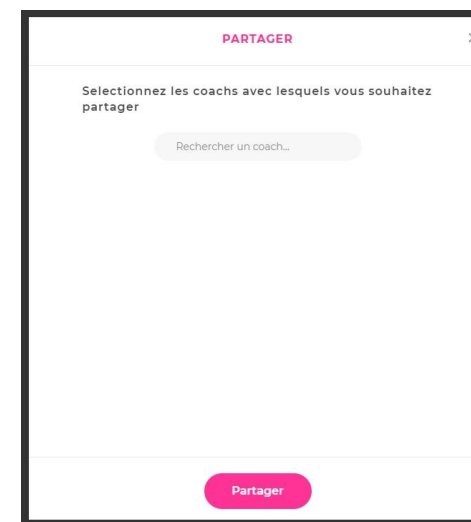 PARTAGER
Selectionnez les coachs avec lesquels vous souhaitez
partager
Rechercher un coach...
Partager